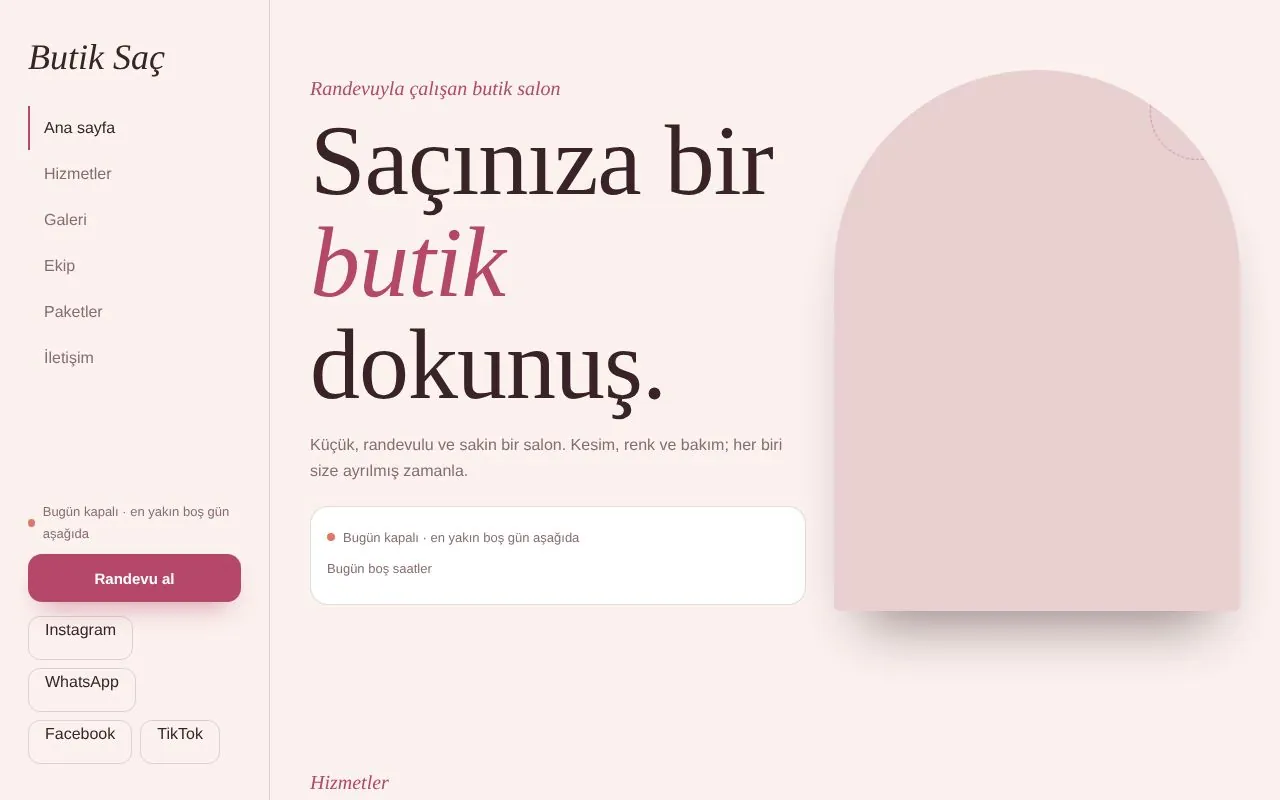 Butik Saç
Ana sayfa
Hizmetler
Galeri
Ekip
Paketler
İletişim
Bugün kapalı · en yakın boş gün
aşağıda
Randevu al
Instagram
WhatsApp
Facebook
TikTok
Randevuyla çalışan butik salon
Saçınıza bir
butik
dokunuş.
Küçük, randevulu ve sakin bir salon. Kesim, renk ve bakım; her biri
size ayrılmış zamanla.
Bugün kapalı · en yakın boş gün aşağıda
Bugün boş saatler
Hizmetler